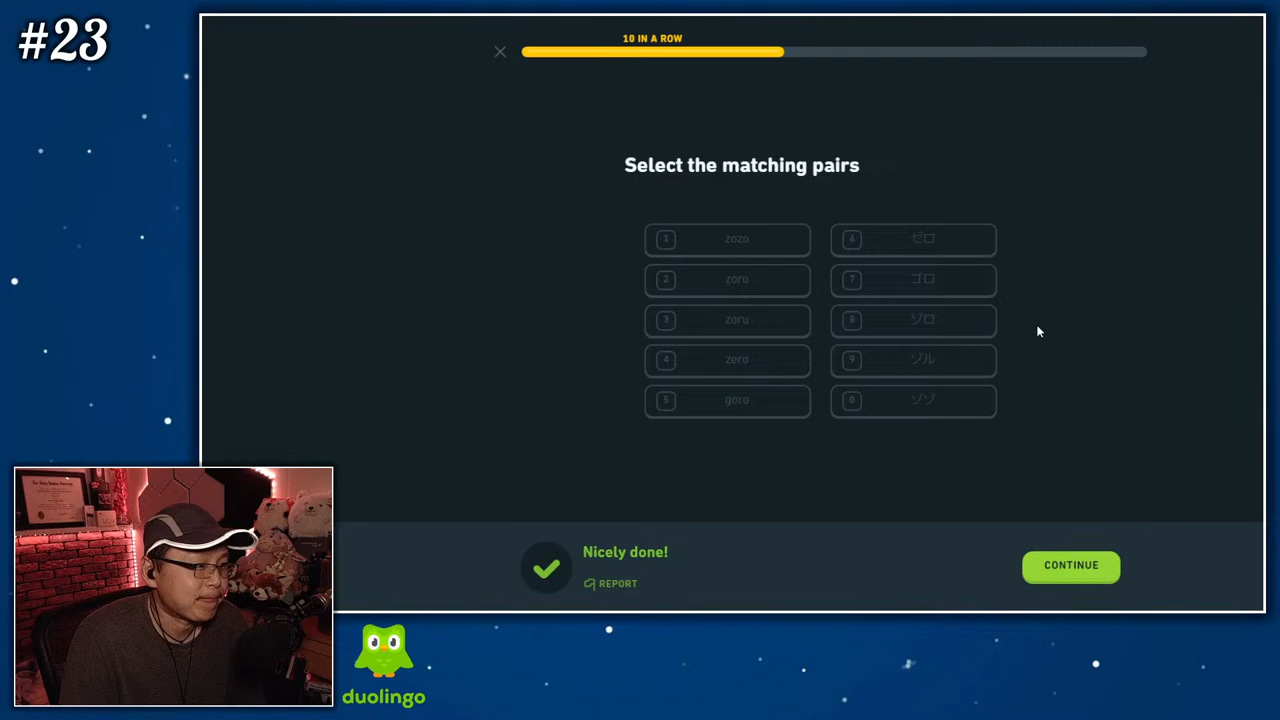 #23
10 IN A ROW
Select the matching pairs
1 zozo
6 ゼロ
2 zoro
7 ゴロ
3 zoru
8 ゾロ
4 zero
9 ゾル
5 goro
0 ゾゾ
Nicely done!
REPORT
CONTINUE
duolingo